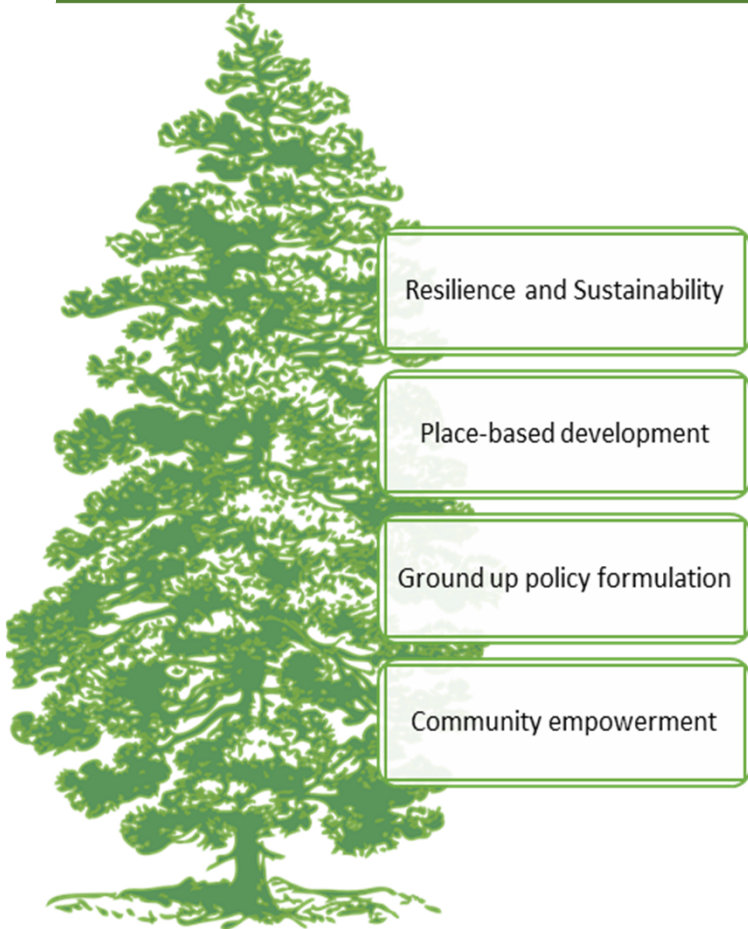 Resilience and Sustainability
Place-based development
Ground up policy formulation
Community empowerment